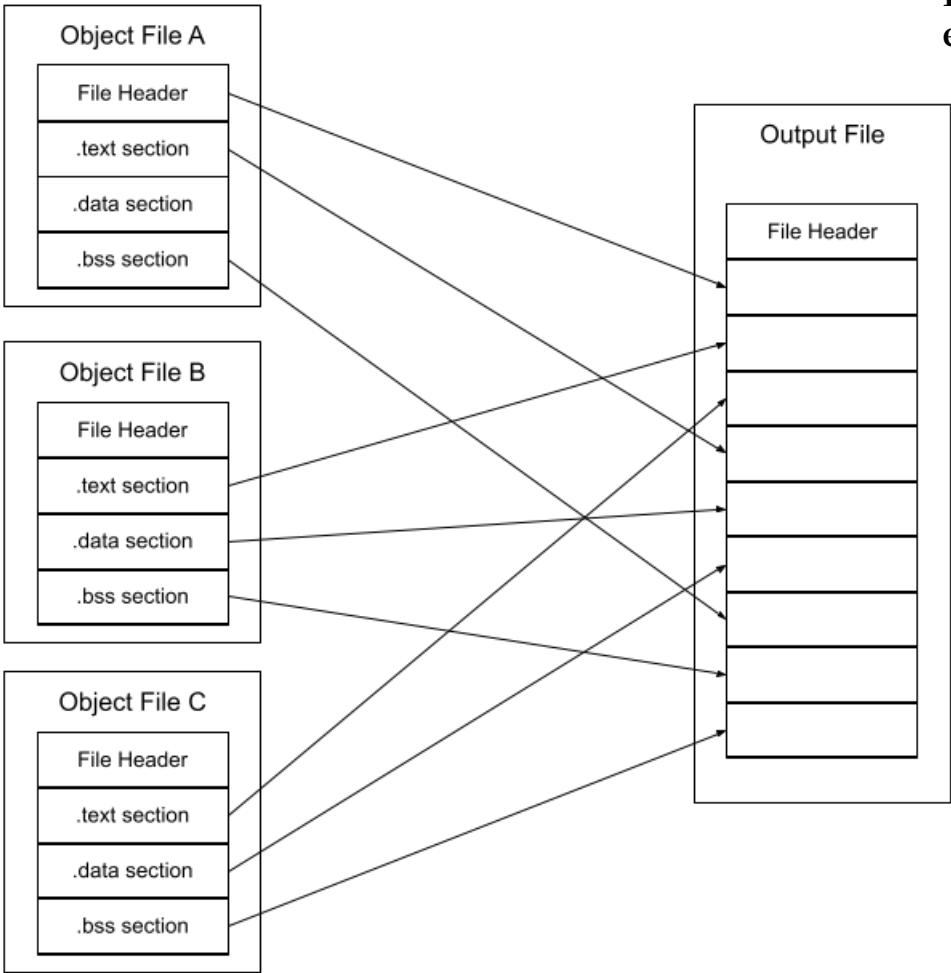 Object File A
File Header
.text section
.data section
.bss section
Object File B
File Header
.text section
.data section
.bss section
Object File C
File Header
.text section
.data section
.bss section
Output File
File Header